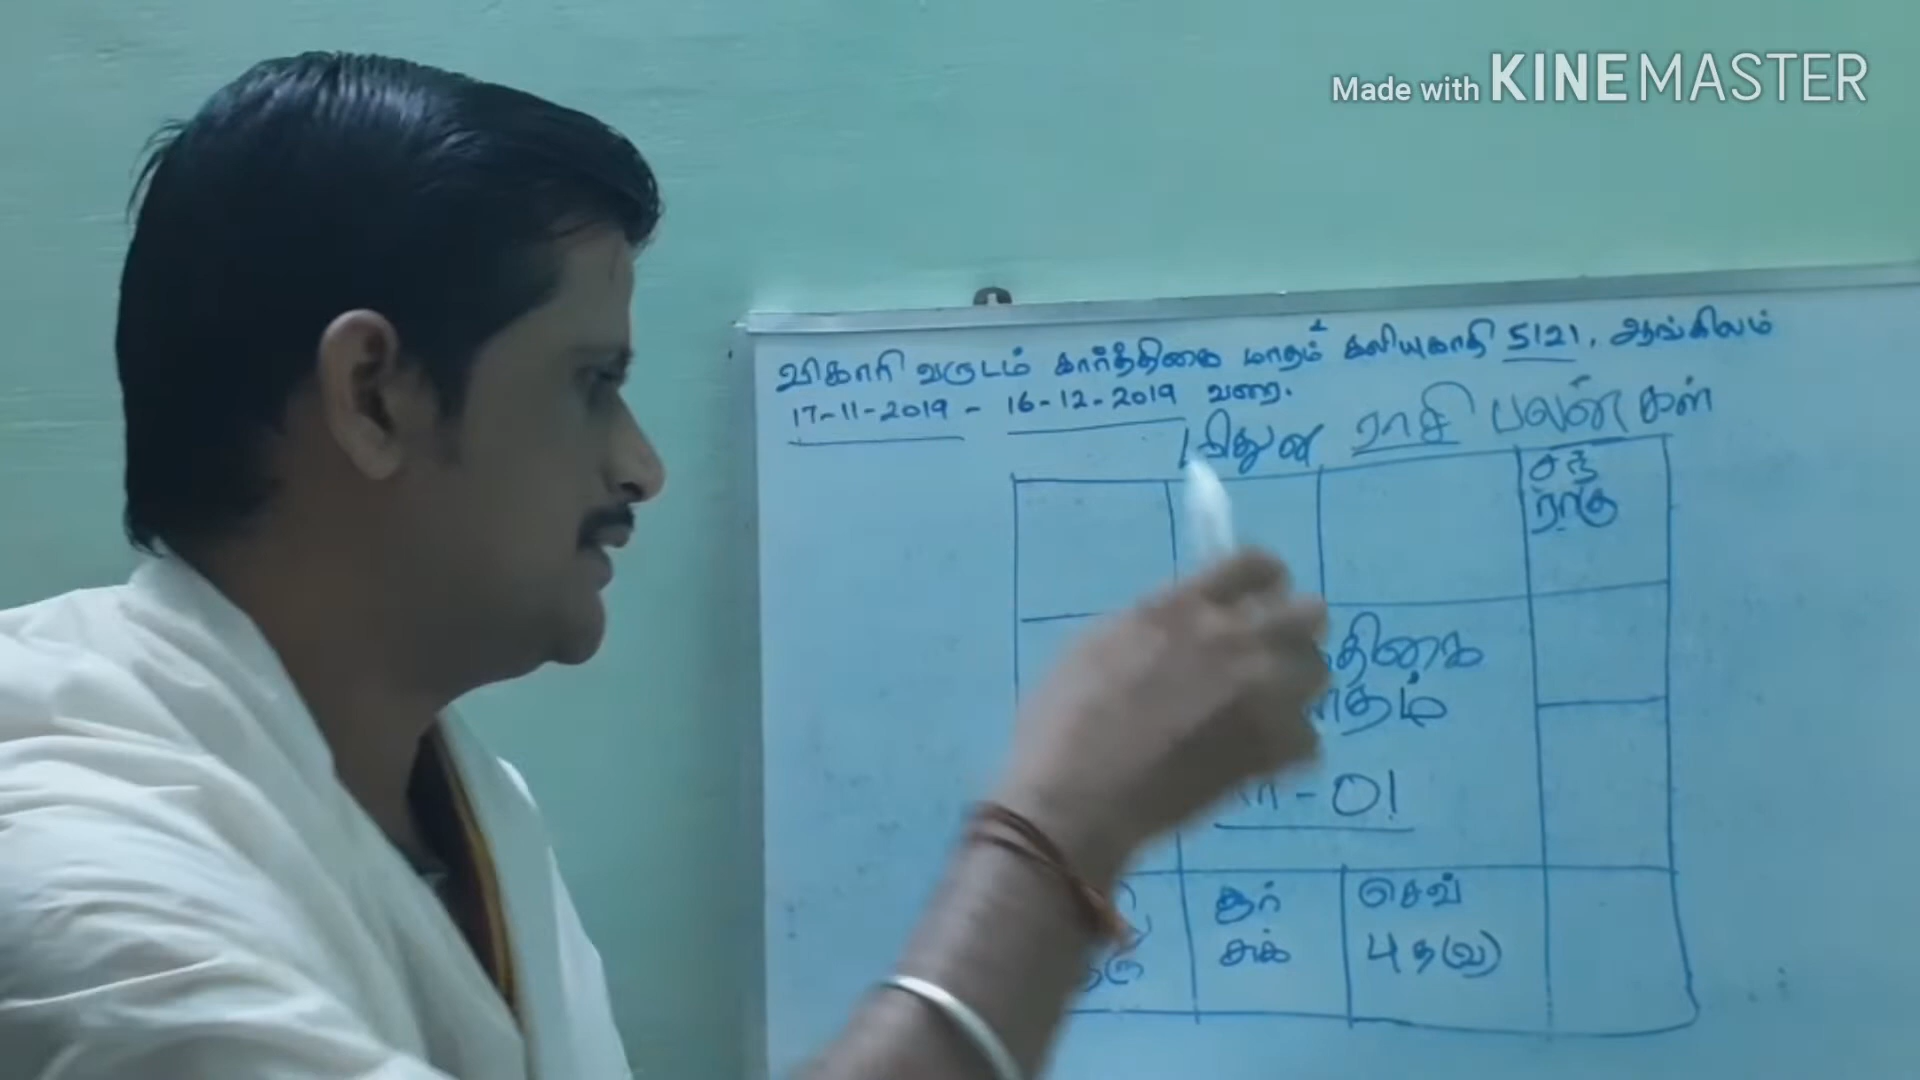 Made with KINEMASTER
விகாரி வருடம் கார்த்திகை மாதம் கலியுகாதி 5121, ஆங்கிலம்
17-11-2019 - 16-12-2019 வரை.
மிதுன ராசி பலன்கள்
சந்
ராகு
திகை
தம்
- 01
சூர் செவ்
சுக் புத(வ)